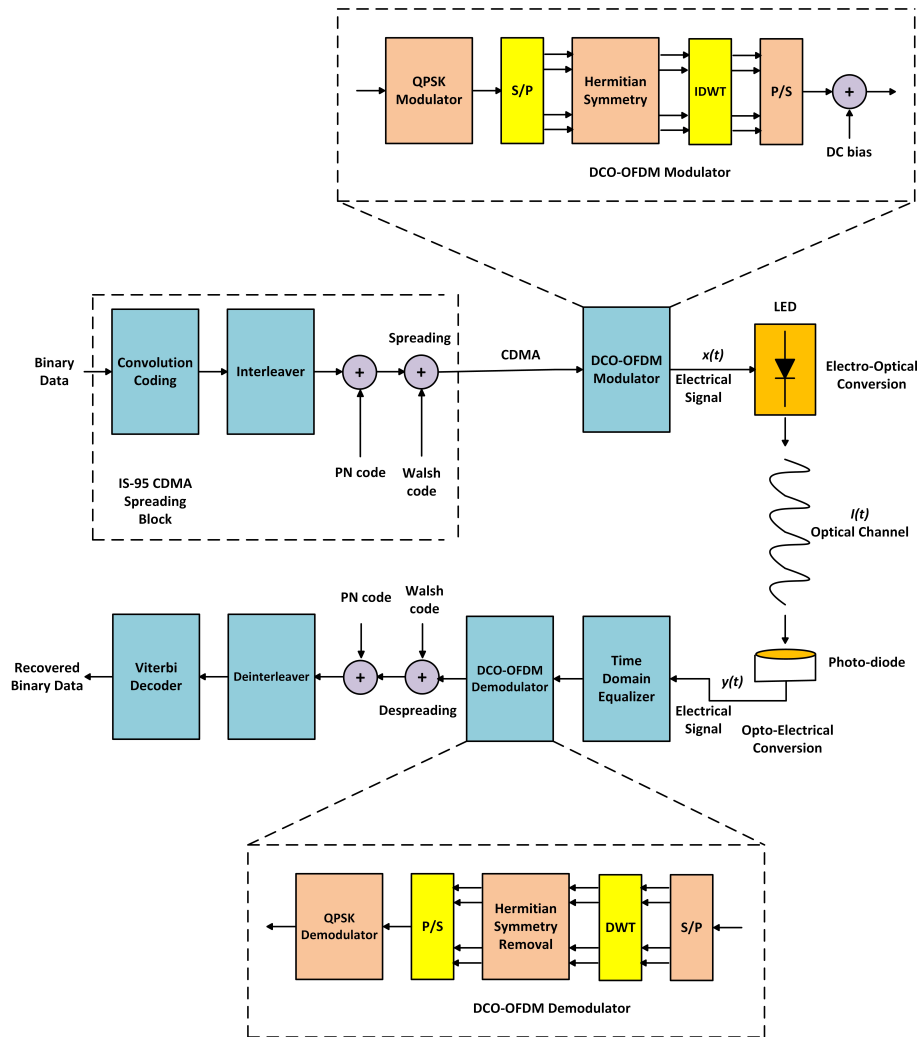 QPSK
Modulator
S/P
Hermitian
Symmetry
IDWT
P/S
+
DC bias
DCO-OFDM Modulator
Binary
Data
Convolution
Coding
Interleaver
+
Spreading
+
PN code
Walsh
code
IS-95 CDMA
Spreading
Block
CDMA
DCO-OFDM
Modulator
x(t)
Electrical
Signal
LED
Electro-Optical
Conversion
I(t)
Optical Channel
Photo-diode
Opto-Electrical
Conversion
y(t)
Electrical
Signal
Time
Domain
Equalizer
DCO-OFDM
Demodulator
Walsh
code
PN code
+
+
Despreading
Deinterleaver
Viterbi
Decoder
Recovered
Binary Data
QPSK
Demodulator
P/S
Hermitian
Symmetry
Removal
DWT
S/P
DCO-OFDM Demodulator